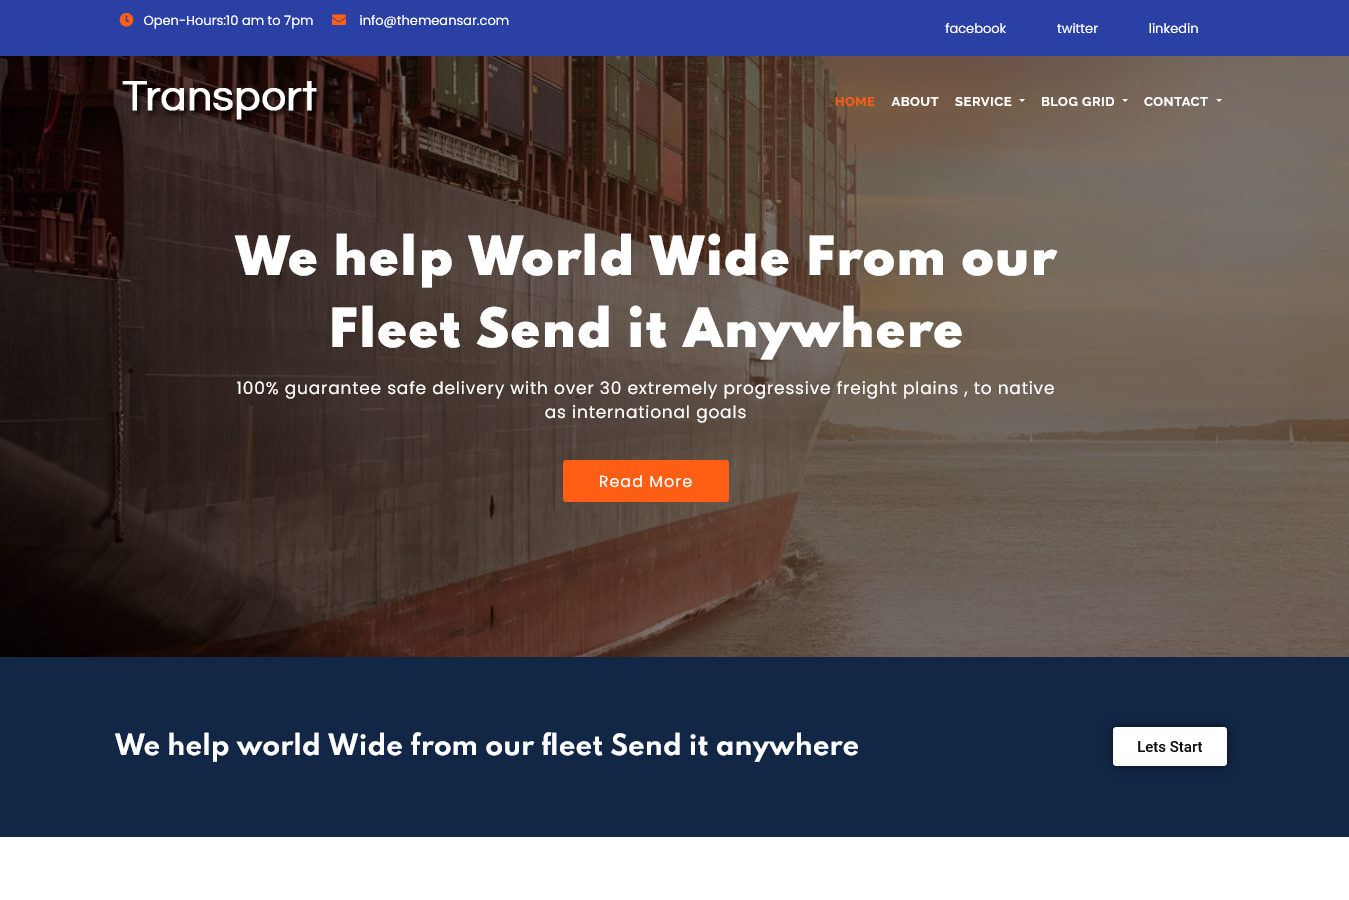 Open-Hours:10 am to 7pm info@themeansar.com
facebook twitter linkedin
Transport
HOME ABOUT SERVICE BLOG GRID CONTACT
We help World Wide From our
Fleet Send it Anywhere
100% guarantee safe delivery with over 30 extremely progressive freight plains , to native
as international goals
Read More
We help world Wide from our fleet Send it anywhere
Lets Start